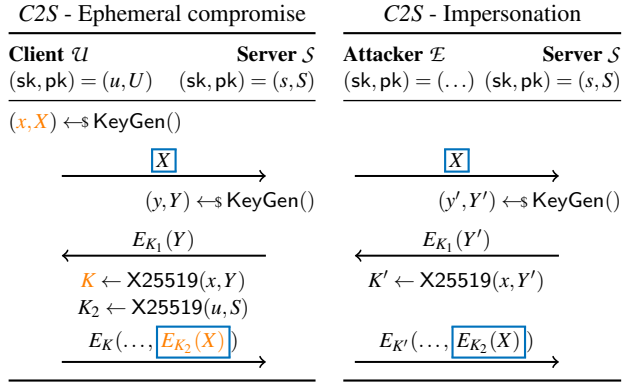 C2S - Ephemeral compromise
Client 𝒰 Server 𝒮
(sk, pk) = (u, U) (sk, pk) = (s, S)
(x, X) ←$ KeyGen()
X
(y, Y) ←$ KeyGen()
E_{K_1}(Y)
K ← X25519(x, Y)
K_2 ← X25519(u, S)
E_K(..., E_{K_2}(X))
C2S - Impersonation
Attacker ℰ Server 𝒮
(sk, pk) = (...) (sk, pk) = (s, S)
X
(y′, Y′) ←$ KeyGen()
E_{K_1}(Y′)
K′ ← X25519(x, Y′)
E_{K′}(..., E_{K_2}(X))